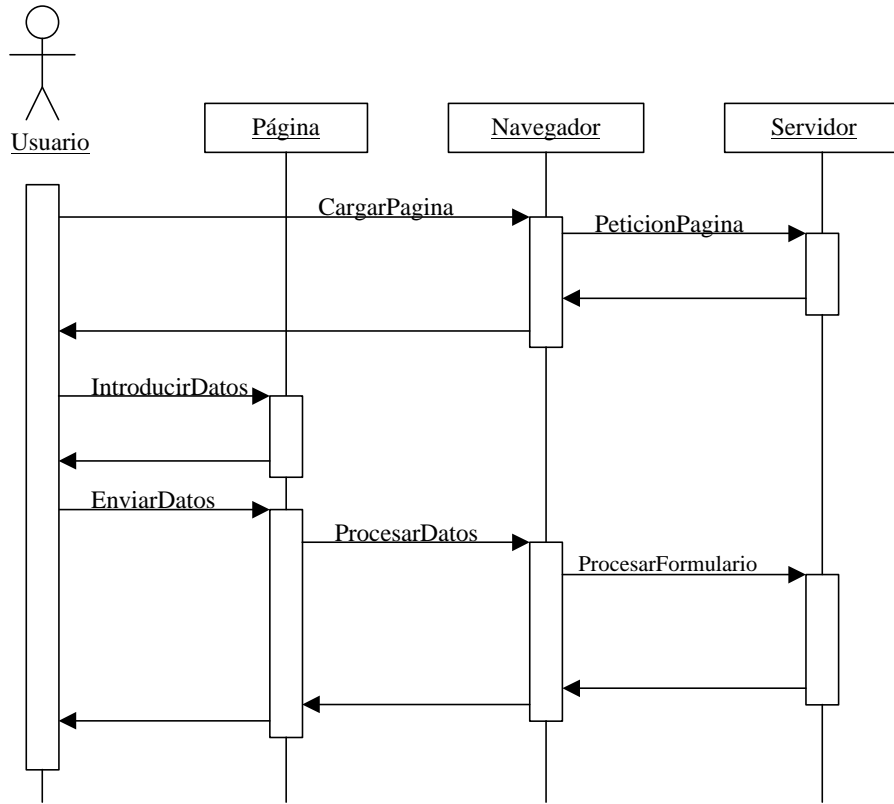 Usuario
Página
Navegador
Servidor
CargarPagina
PeticionPagina
IntroducirDatos
EnviarDatos
ProcesarDatos
ProcesarFormulario